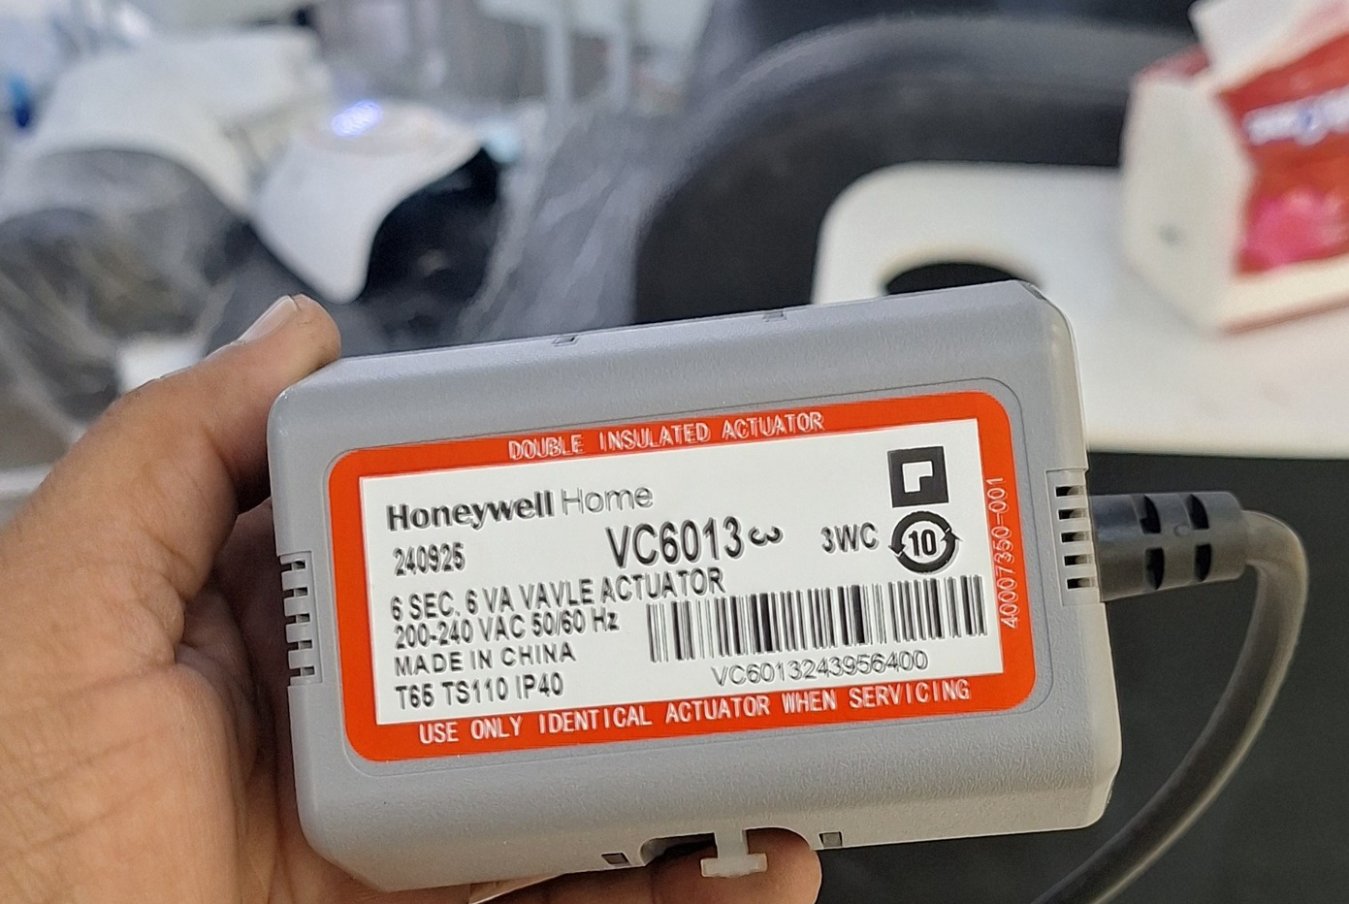 DOUBLE INSULATED ACTUATOR
Honeywell Home
240925 VC6013 3WC 10
6 SEC. 6 VA VAVLE ACTUATOR
200-240 VAC 50/60 Hz
MADE IN CHINA
T65 TS110 IP40
VC6013243956400
40007350-001
USE ONLY IDENTICAL ACTUATOR WHEN SERVICING